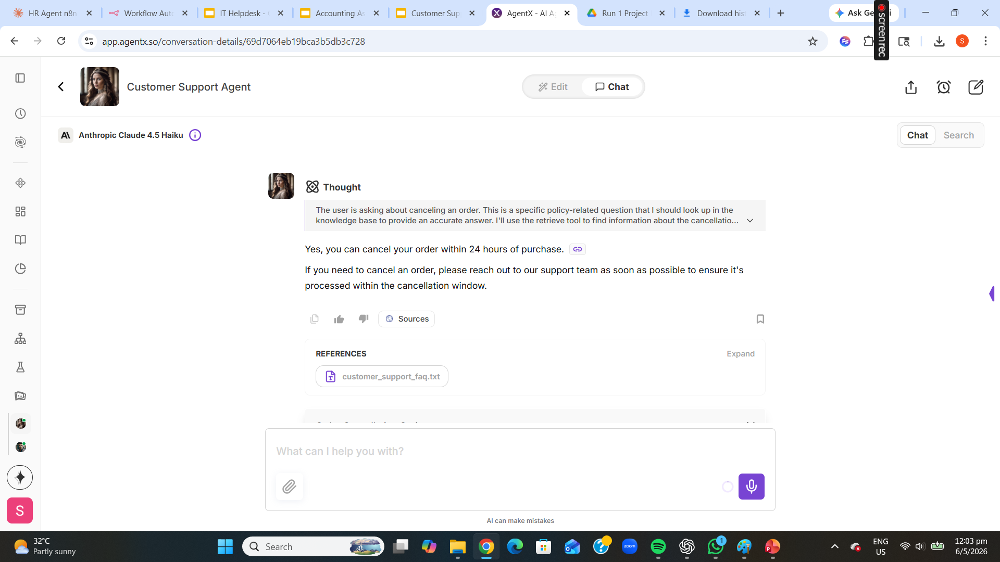 HR Agent n8n
Workflow Auto
IT Helpdesk -
Accounting As
Customer Sup
AgentX - AI Ag
Run 1 Project
Download hist
Ask Ge
i
screenrec
app.agentx.so/conversation-details/69d7064eb19bca3b5db3c728
S
Customer Support Agent
Edit
Chat
Anthropic Claude 4.5 Haiku
Chat
Search
Thought
The user is asking about canceling an order. This is a specific policy-related question that I should look up in the
knowledge base to provide an accurate answer. I'll use the retrieve tool to find information about the cancellatio...
Yes, you can cancel your order within 24 hours of purchase.
If you need to cancel an order, please reach out to our support team as soon as possible to ensure it's
processed within the cancellation window.
Sources
REFERENCES
Expand
customer_support_faq.txt
What can I help you with?
AI can make mistakes
S
32°C
Partly sunny
Search
zoom
1
ENG
US
12:03 pm
6/5/2026